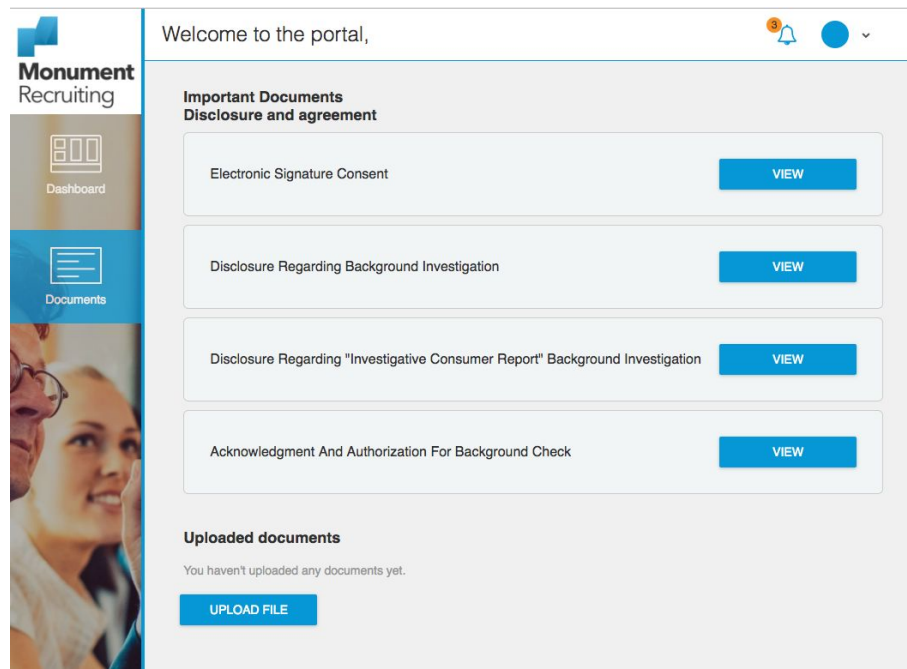 Monument
Recruiting
Welcome to the portal,
3
Dashboard
Documents
Important Documents
Disclosure and agreement
Electronic Signature Consent
VIEW
Disclosure Regarding Background Investigation
VIEW
Disclosure Regarding "Investigative Consumer Report" Background Investigation
VIEW
Acknowledgment And Authorization For Background Check
VIEW
Uploaded documents
You haven't uploaded any documents yet.
UPLOAD FILE